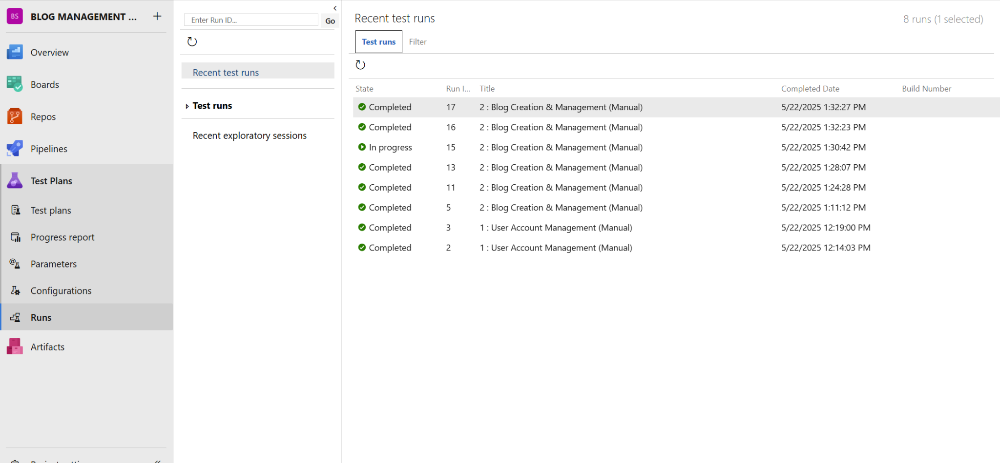 BS BLOG MANAGEMENT ... +
Overview
Boards
Repos
Pipelines
Test Plans
Test plans
Progress report
Parameters
Configurations
Runs
Artifacts
Enter Run ID...
Go
Recent test runs
Test runs
Recent exploratory sessions
Recent test runs
8 runs (1 selected)
Test runs Filter
State Run I... Title Completed Date Build Number
Completed 17 2 : Blog Creation & Management (Manual) 5/22/2025 1:32:27 PM
Completed 16 2 : Blog Creation & Management (Manual) 5/22/2025 1:32:23 PM
In progress 15 2 : Blog Creation & Management (Manual) 5/22/2025 1:30:42 PM
Completed 13 2 : Blog Creation & Management (Manual) 5/22/2025 1:28:07 PM
Completed 11 2 : Blog Creation & Management (Manual) 5/22/2025 1:24:28 PM
Completed 5 2 : Blog Creation & Management (Manual) 5/22/2025 1:11:12 PM
Completed 3 1 : User Account Management (Manual) 5/22/2025 12:19:00 PM
Completed 2 1 : User Account Management (Manual) 5/22/2025 12:14:03 PM